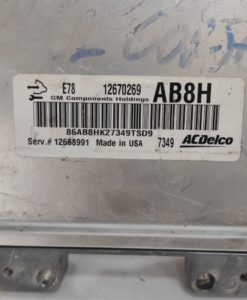 E78 12670269 AB8H
GM Components Holdings
86AB8HK27349TSD9
Serv.# 12668991 Made in USA 7349 ACDelco